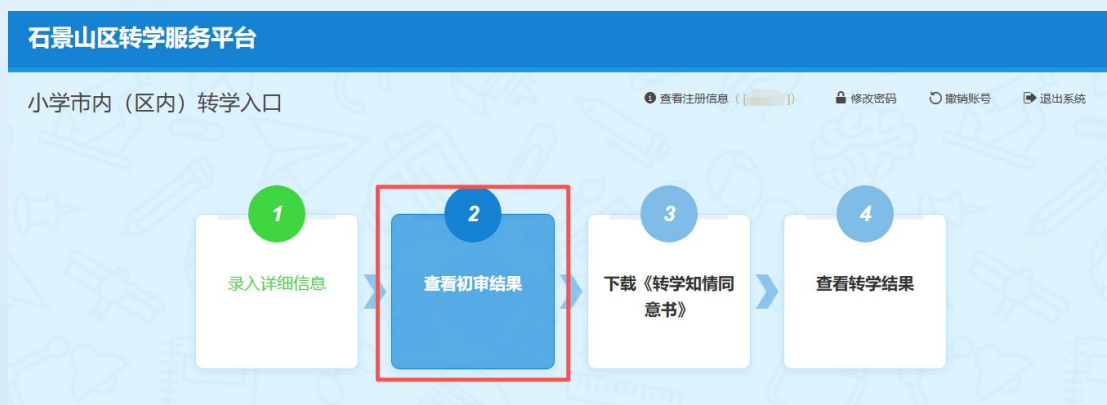 石景山区转学服务平台
小学市内（区内）转学入口
查看注册信息（[ ]） 修改密码 撤销账号 退出系统
1
2
3
4
录入详细信息
查看初审结果
下载《转学知情同
意书》
查看转学结果